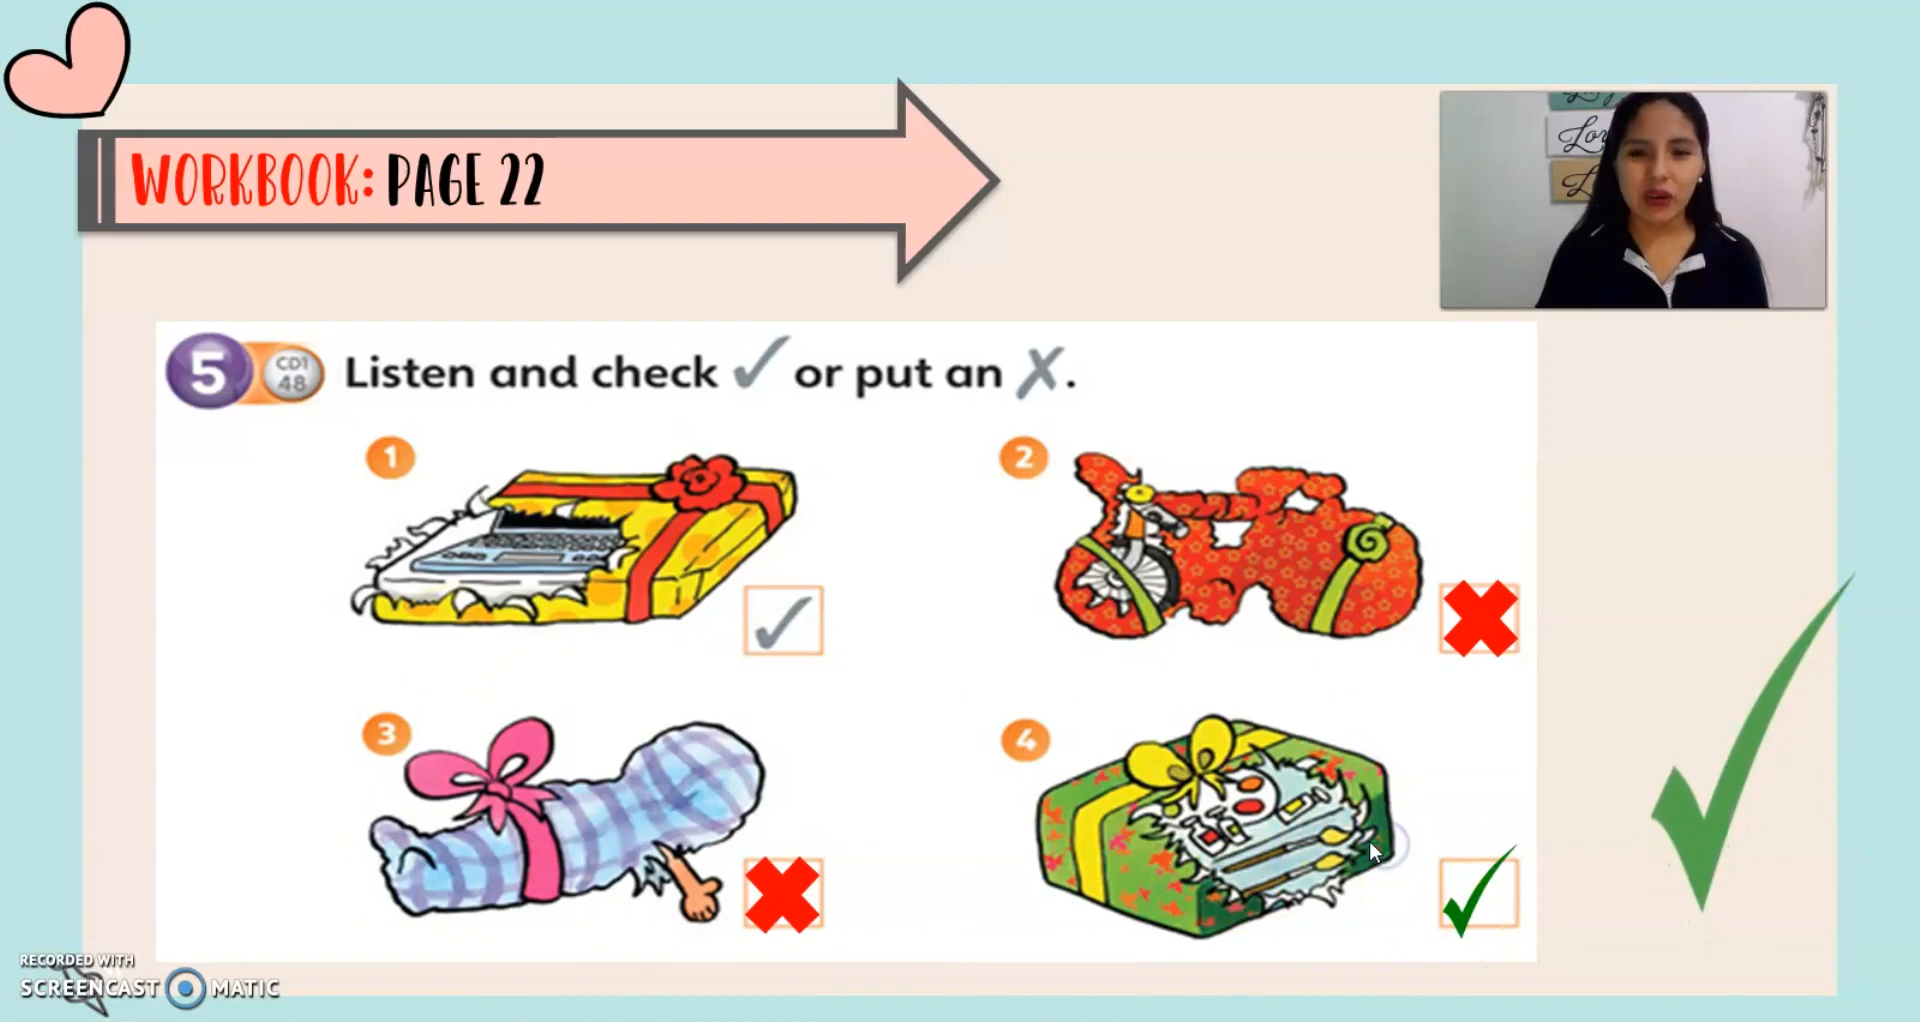 WORKBOOK: PAGE 22
5 CD1 48 Listen and check ✓ or put an ✗.
1
2
3
4
RECORDED WITH
SCREENCAST MATIC